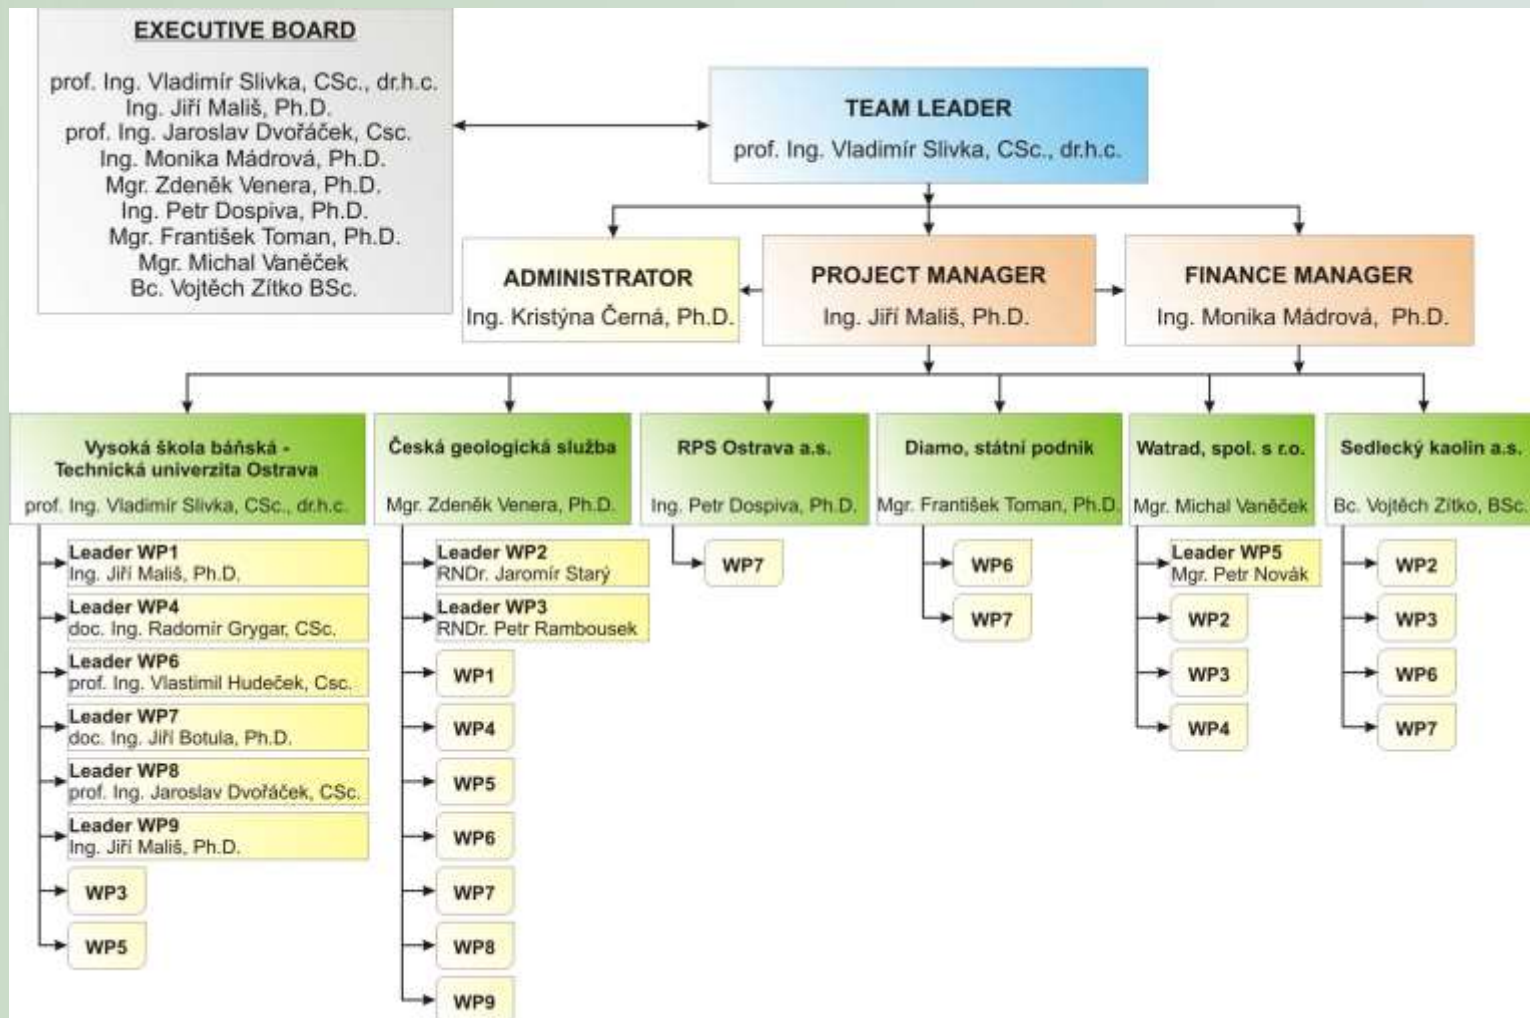 EXECUTIVE BOARD
prof. Ing. Vladimír Slivka, CSc., dr.h.c.
Ing. Jiří Mališ, Ph.D.
prof. Ing. Jaroslav Dvořáček, Csc.
Ing. Monika Mádrová, Ph.D.
Mgr. Zdeněk Venera, Ph.D.
Ing. Petr Dospiva, Ph.D.
Mgr. František Toman, Ph.D.
Mgr. Michal Vaněček
Bc. Vojtěch Zítko BSc.
TEAM LEADER
prof. Ing. Vladimír Slivka, CSc., dr.h.c.
ADMINISTRATOR
Ing. Kristýna Černá, Ph.D.
PROJECT MANAGER
Ing. Jiří Mališ, Ph.D.
FINANCE MANAGER
Ing. Monika Mádrová, Ph.D.
Vysoká škola báňská -
Technická univerzita Ostrava
prof. Ing. Vladimír Slivka, CSc., dr.h.c.
Leader WP1
Ing. Jiří Mališ, Ph.D.
Leader WP4
doc. Ing. Radomír Grygar, CSc.
Leader WP6
prof. Ing. Vlastimil Hudeček, Csc.
Leader WP7
doc. Ing. Jiří Botula, Ph.D.
Leader WP8
prof. Ing. Jaroslav Dvořáček, CSc.
Leader WP9
Ing. Jiří Mališ, Ph.D.
WP3
WP5
Česká geologická služba
Mgr. Zdeněk Venera, Ph.D.
Leader WP2
RNDr. Jaromír Starý
Leader WP3
RNDr. Petr Rambousek
WP1
WP4
WP5
WP6
WP7
WP8
WP9
RPS Ostrava a.s.
Ing. Petr Dospiva, Ph.D.
WP7
Diamo, státní podnik
Mgr. František Toman, Ph.D.
WP6
WP7
Watrad, spol. s r.o.
Mgr. Michal Vaněček
Leader WP5
Mgr. Petr Novák
WP2
WP3
WP4
Sedlecký kaolin a.s.
Bc. Vojtěch Zítko, BSc.
WP2
WP3
WP6
WP7